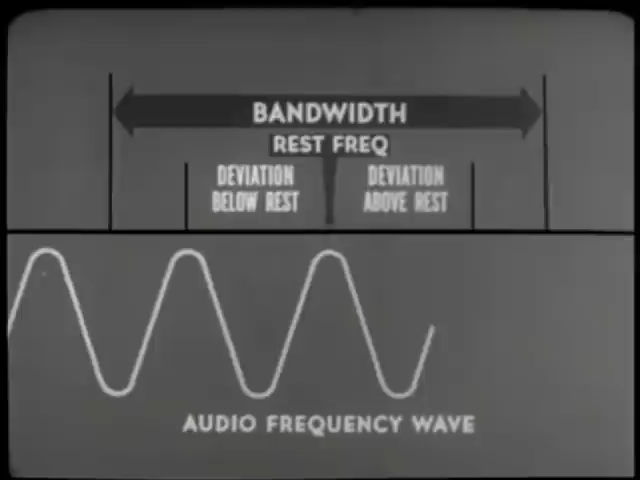 BANDWIDTH
REST FREQ
DEVIATION
BELOW REST
DEVIATION
ABOVE REST
AUDIO FREQUENCY WAVE